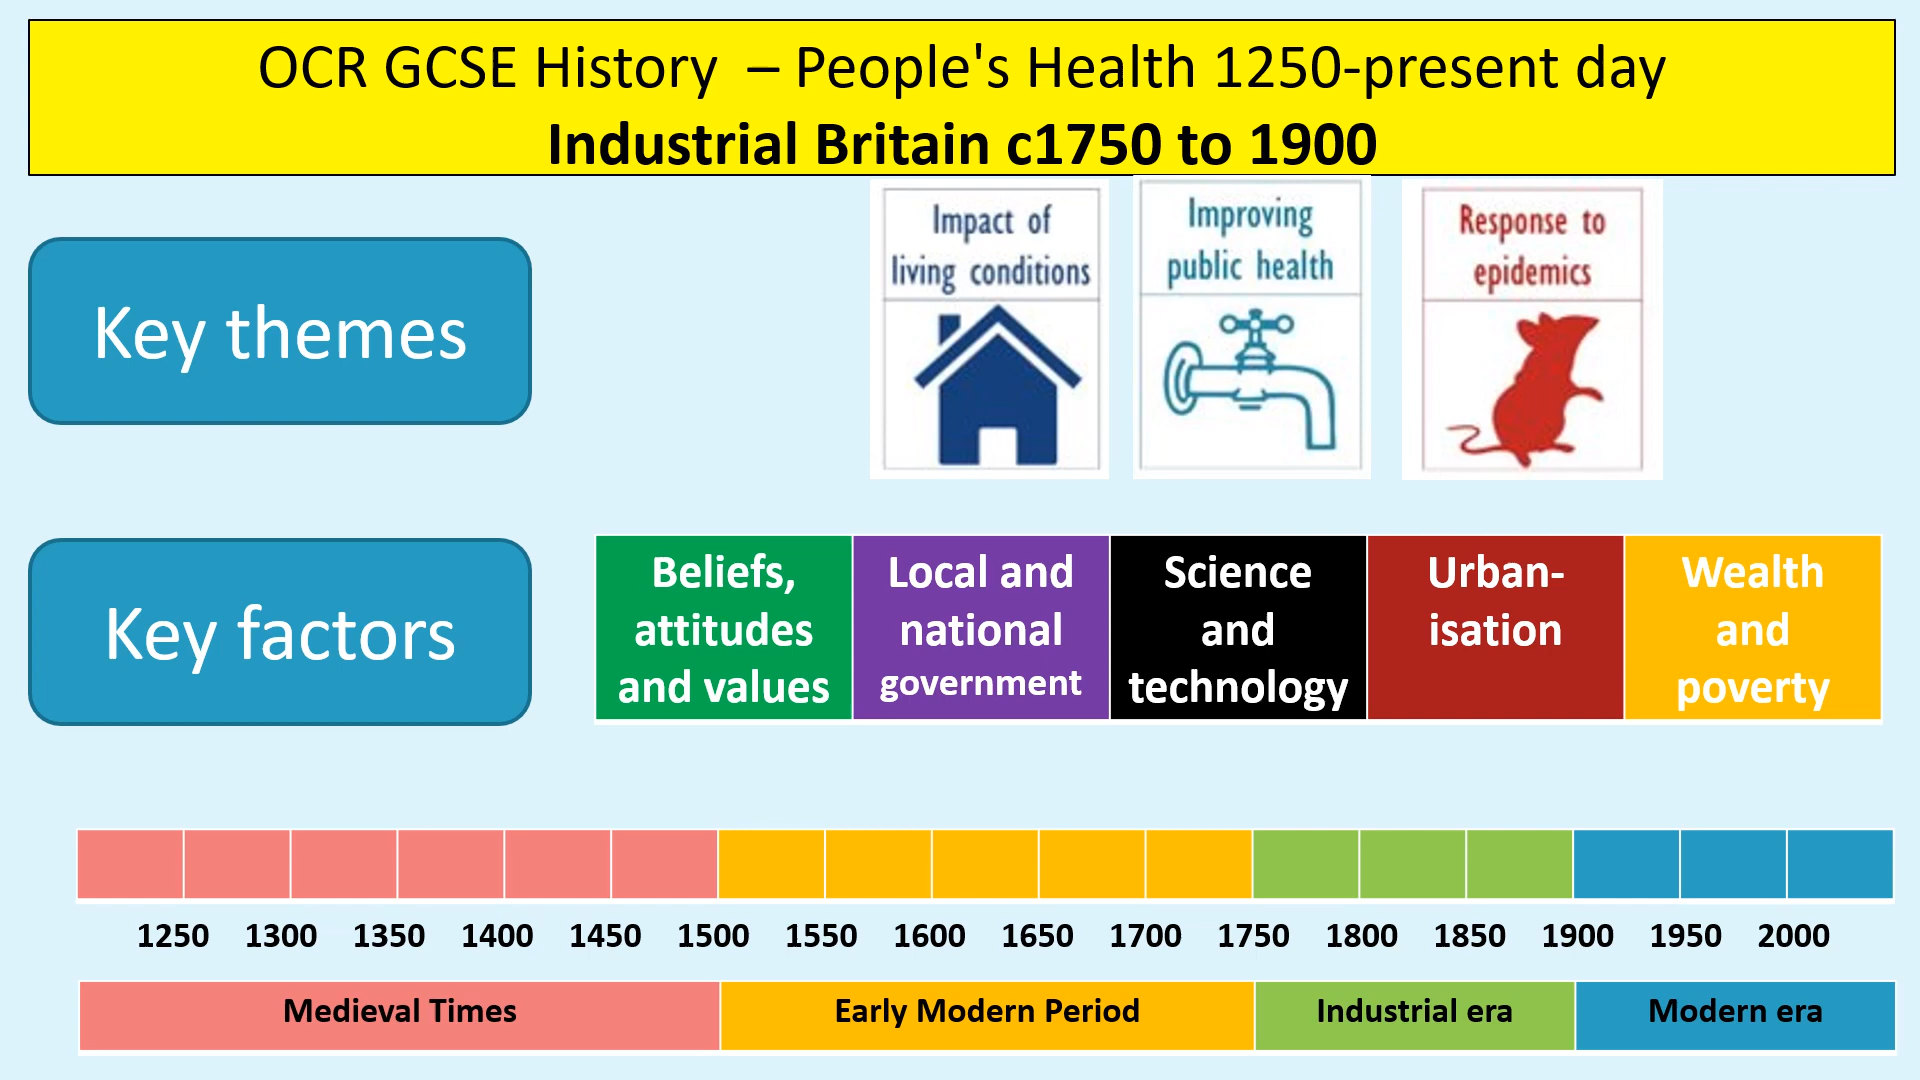 OCR GCSE History – People's Health 1250-present day
Industrial Britain c1750 to 1900
Key themes
Impact of
living conditions
Improving
public health
Response to
epidemics
Key factors
Beliefs,
attitudes
and values
Local and
national
government
Science
and
technology
Urban-
isation
Wealth
and
poverty
1250 1300 1350 1400 1450 1500 1550 1600 1650 1700 1750 1800 1850 1900 1950 2000
Medieval Times Early Modern Period Industrial era Modern era